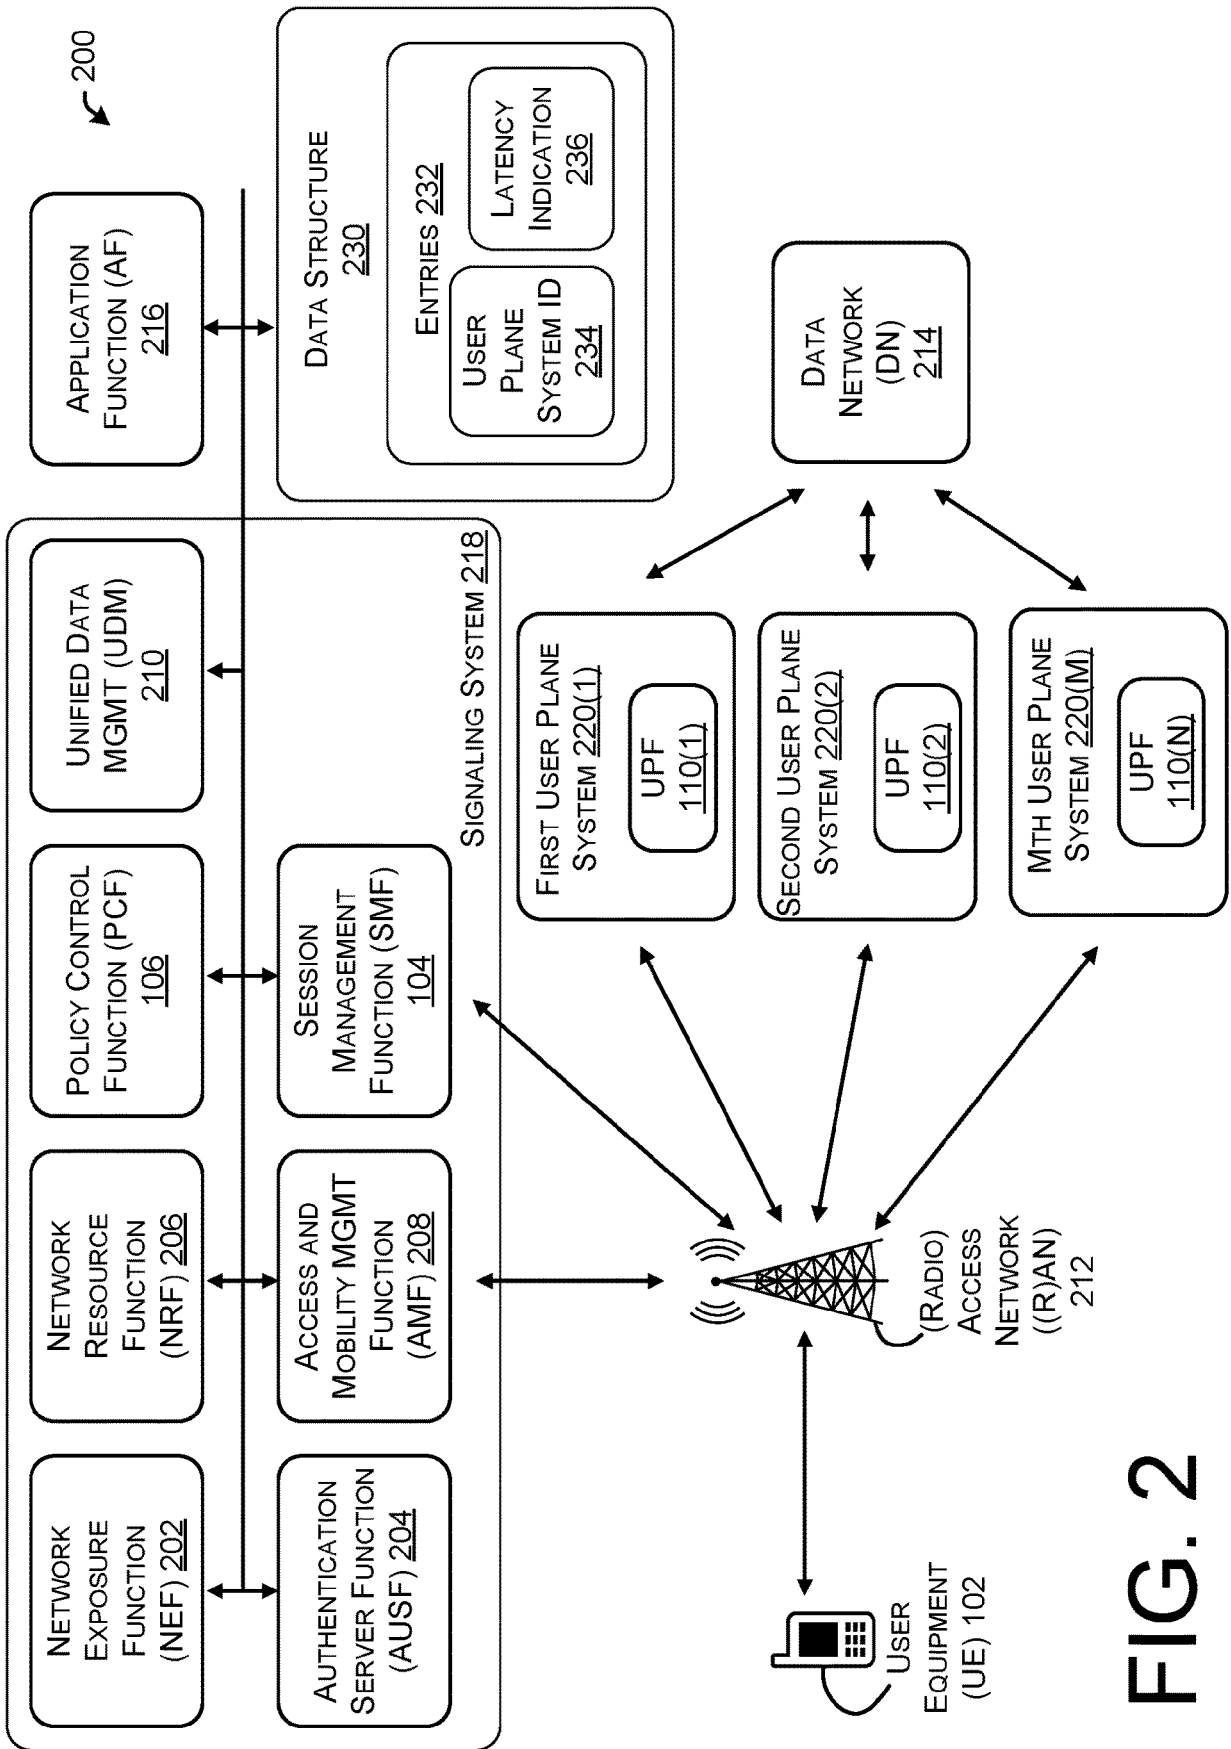 200
NETWORK
EXPOSURE
FUNCTION
(NEF) 202
NETWORK
RESOURCE
FUNCTION
(NRF) 206
POLICY CONTROL
FUNCTION (PCF)
106
UNIFIED DATA
MGMT (UDM)
210
APPLICATION
FUNCTION (AF)
216
AUTHENTICATION
SERVER FUNCTION
(AUSF) 204
ACCESS AND
MOBILITY MGMT
FUNCTION
(AMF) 208
SESSION
MANAGEMENT
FUNCTION (SMF)
104
SIGNALING SYSTEM 218
DATA STRUCTURE
230
ENTRIES 232
USER
PLANE
SYSTEM ID
234
LATENCY
INDICATION
236
FIRST USER PLANE
SYSTEM 220(1)
UPF
110(1)
SECOND USER PLANE
SYSTEM 220(2)
UPF
110(2)
MTH USER PLANE
SYSTEM 220(M)
UPF
110(N)
DATA
NETWORK
(DN)
214
USER
EQUIPMENT
(UE) 102
(RADIO)
ACCESS
NETWORK
((R)AN)
212
FIG. 2